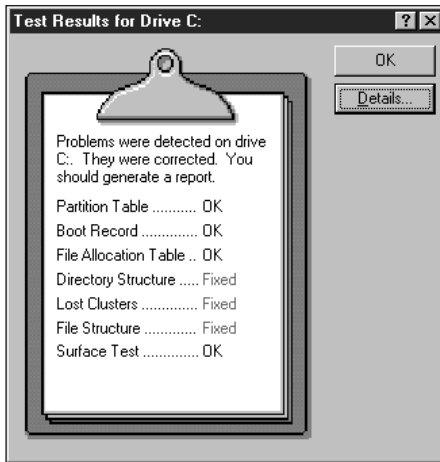 Test Results for Drive C:
OK
Details...
Problems were detected on drive
C:. They were corrected. You
should generate a report.
Partition Table ........... OK
Boot Record .............. OK
File Allocation Table .. OK
Directory Structure ..... Fixed
Lost Clusters ............. Fixed
File Structure ............ Fixed
Surface Test ............. OK